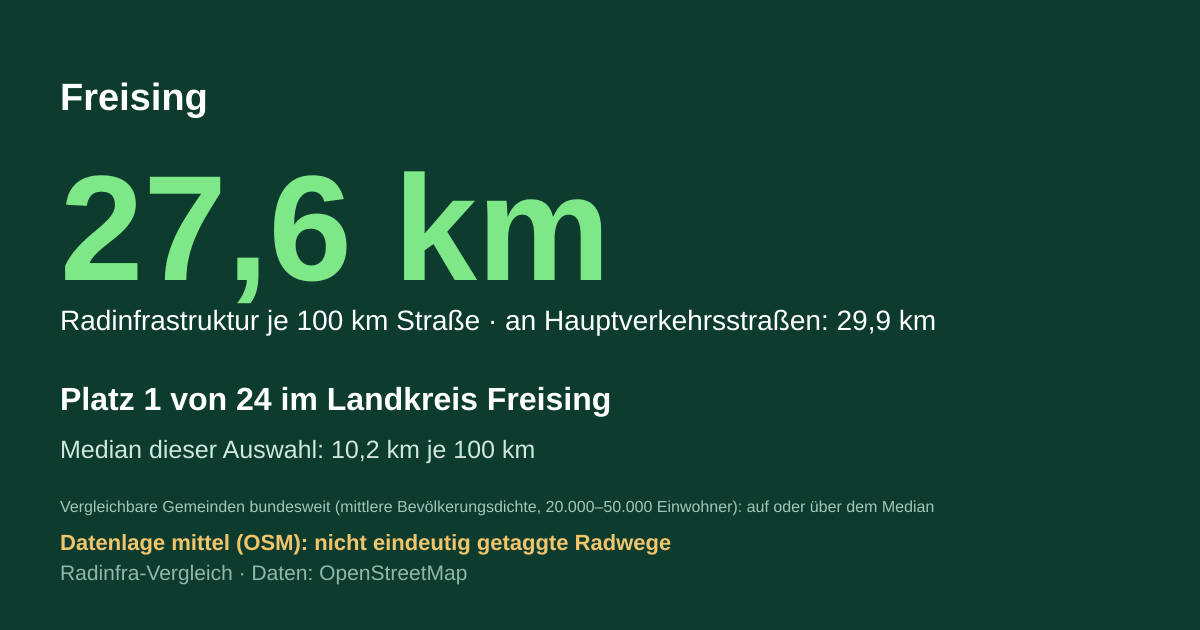 Freising
27,6 km
Radinfrastruktur je 100 km Straße · an Hauptverkehrsstraßen: 29,9 km
Platz 1 von 24 im Landkreis Freising
Median dieser Auswahl: 10,2 km je 100 km
Vergleichbare Gemeinden bundesweit (mittlere Bevölkerungsdichte, 20.000–50.000 Einwohner): auf oder über dem Median
Datenlage mittel (OSM): nicht eindeutig getaggte Radwege
Radinfra-Vergleich · Daten: OpenStreetMap